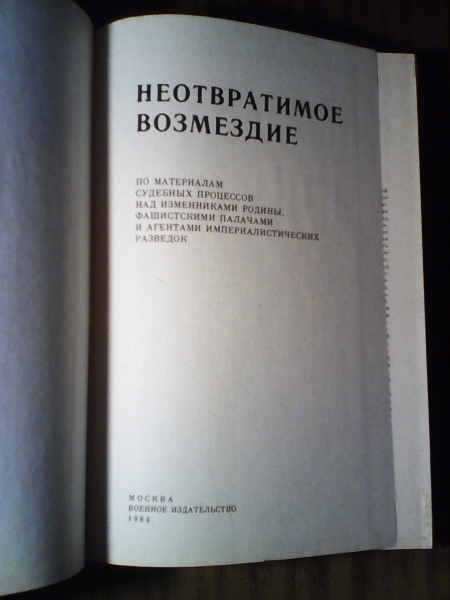 НЕОТВРАТИМОЕ
ВОЗМЕЗДИЕ
ПО МАТЕРИАЛАМ
СУДЕБНЫХ ПРОЦЕССОВ
НАД ИЗМЕННИКАМИ РОДИНЫ,
ФАШИСТСКИМИ ПАЛАЧАМИ
И АГЕНТАМИ ИМПЕРИАЛИСТИЧЕСКИХ
РАЗВЕДОК
МОСКВА
ВОЕННОЕ ИЗДАТЕЛЬСТВО
1984